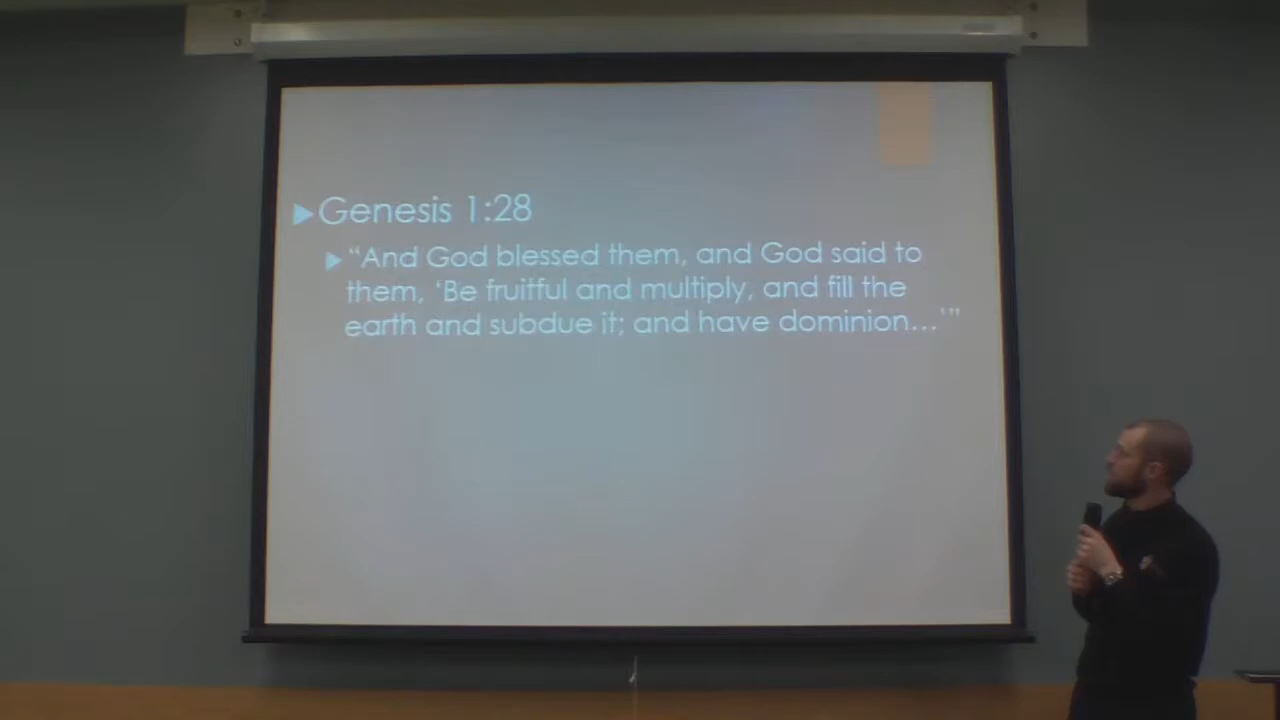 Genesis 1:28
“And God blessed them, and God said to
them, ‘Be fruitful and multiply, and fill the
earth and subdue it; and have dominion…’”